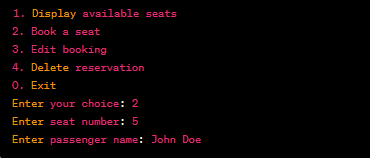 1. Display available seats
2. Book a seat
3. Edit booking
4. Delete reservation
0. Exit
Enter your choice: 2
Enter seat number: 5
Enter passenger name: John Doe